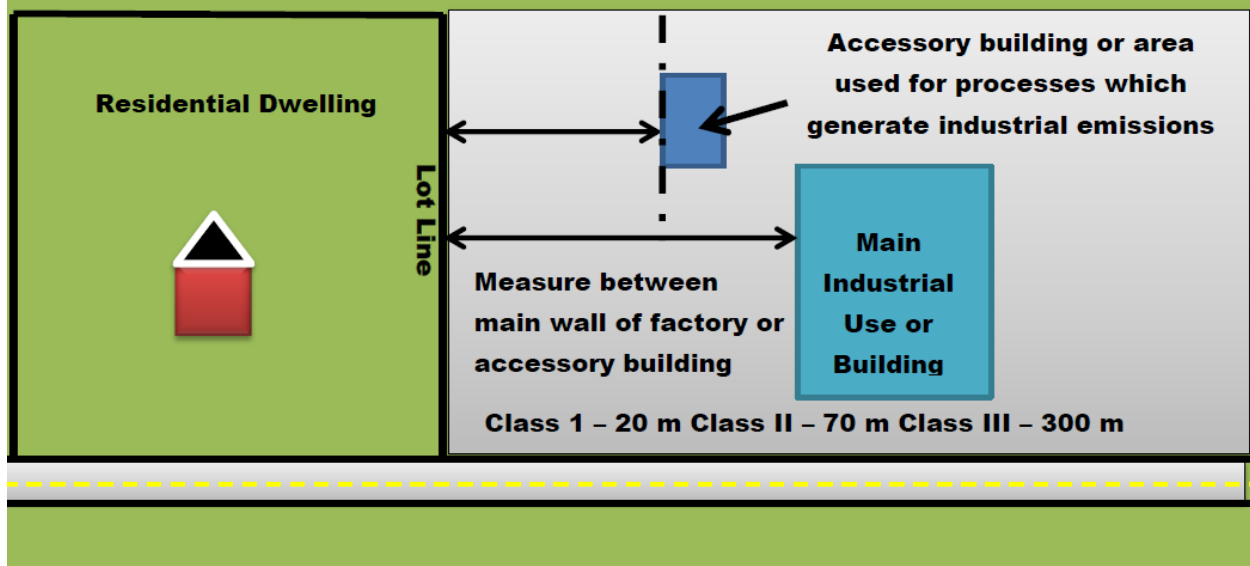 Residential Dwelling
Lot Line
Accessory building or area
used for processes which
generate industrial emissions
Measure between
main wall of factory or
accessory building
Main
Industrial
Use or
Building
Class 1 – 20 m Class II – 70 m Class III – 300 m